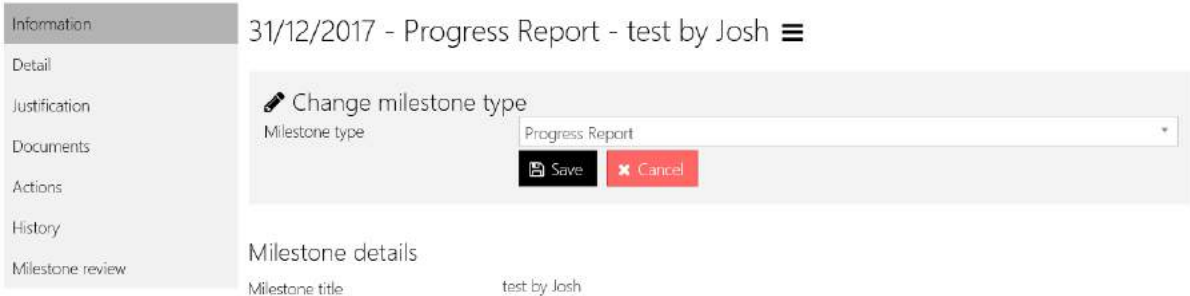 Information
Detail
Justification
Documents
Actions
History
Milestone review
31/12/2017 - Progress Report - test by Josh
Change milestone type
Milestone type Progress Report
Save Cancel
Milestone details
Milestone title test by Josh